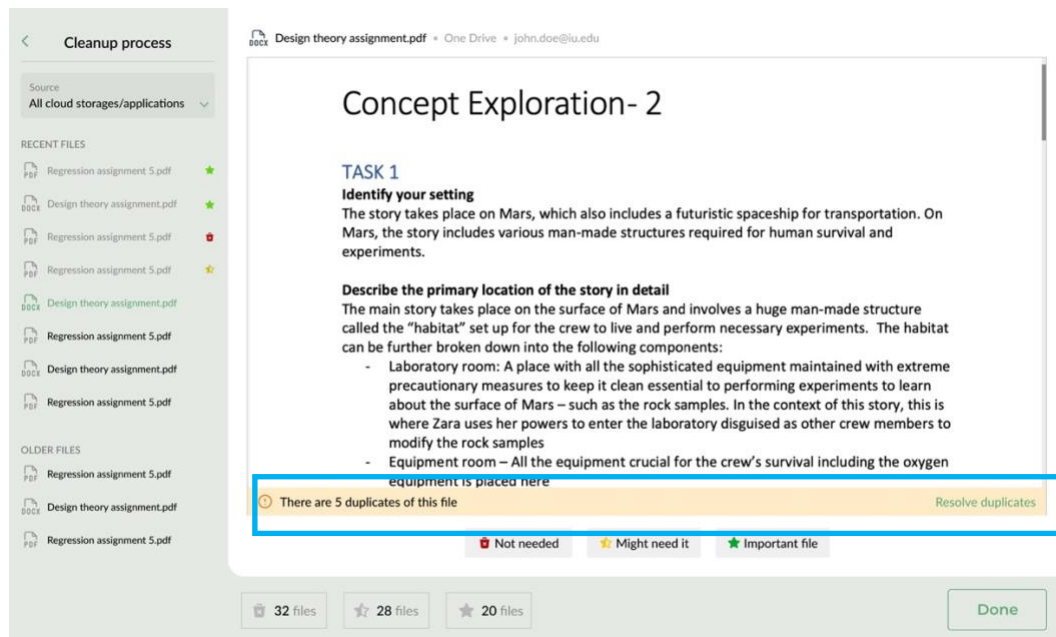 Cleanup process
Source
All cloud storages/applications
RECENT FILES
PDF Regression assignment 5.pdf
DOCX Design theory assignment.pdf
PDF Regression assignment 5.pdf
PDF Regression assignment 5.pdf
DOCX Design theory assignment.pdf
PDF Regression assignment 5.pdf
DOCX Design theory assignment.pdf
PDF Regression assignment 5.pdf
OLDER FILES
PDF Regression assignment 5.pdf
DOCX Design theory assignment.pdf
PDF Regression assignment 5.pdf
DOCX Design theory assignment.pdf • One Drive • john.doe@iu.edu
Concept Exploration- 2
TASK 1
Identify your setting
The story takes place on Mars, which also includes a futuristic spaceship for transportation. On
Mars, the story includes various man-made structures required for human survival and
experiments.
Describe the primary location of the story in detail
The main story takes place on the surface of Mars and involves a huge man-made structure
called the “habitat” set up for the crew to live and perform necessary experiments. The habitat
can be further broken down into the following components:
- Laboratory room: A place with all the sophisticated equipment maintained with extreme
precautionary measures to keep it clean essential to performing experiments to learn
about the surface of Mars – such as the rock samples. In the context of this story, this is
where Zara uses her powers to enter the laboratory disguised as other crew members to
modify the rock samples
- Equipment room – All the equipment crucial for the crew’s survival including the oxygen
equipment is placed here
There are 5 duplicates of this file
Resolve duplicates
Not needed
Might need it
Important file
32 files
28 files
20 files
Done